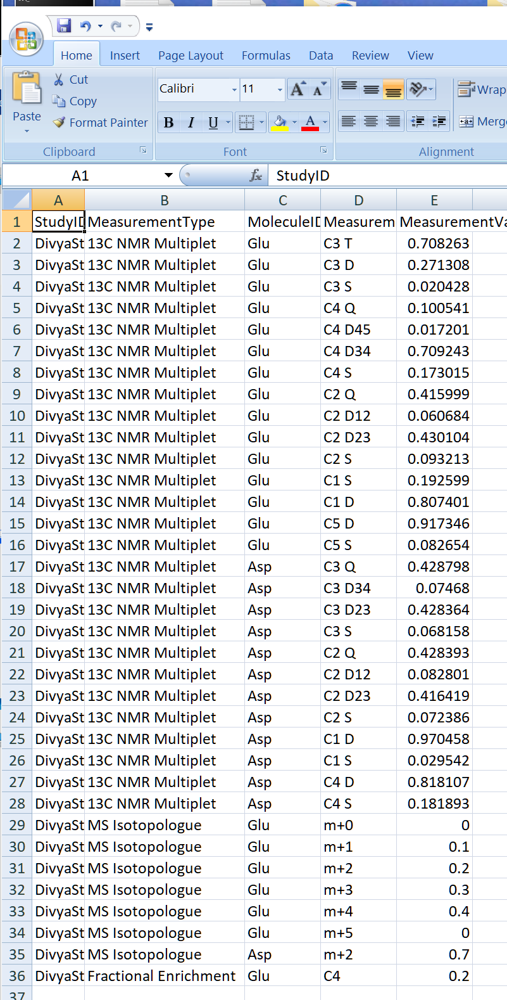 Home Insert Page Layout Formulas Data Review View
Cut
Calibri 11
Wrap
Copy
Paste
Format Painter
B I U A
Merge
Clipboard Font Alignment
A1 fx StudyID
A B C D E
1 StudyID MeasurementType MoleculeID Measurem MeasurementVa
2 DivyaSt 13C NMR Multiplet Glu C3 T 0.708263
3 DivyaSt 13C NMR Multiplet Glu C3 D 0.271308
4 DivyaSt 13C NMR Multiplet Glu C3 S 0.020428
5 DivyaSt 13C NMR Multiplet Glu C4 Q 0.100541
6 DivyaSt 13C NMR Multiplet Glu C4 D45 0.017201
7 DivyaSt 13C NMR Multiplet Glu C4 D34 0.709243
8 DivyaSt 13C NMR Multiplet Glu C4 S 0.173015
9 DivyaSt 13C NMR Multiplet Glu C2 Q 0.415999
10 DivyaSt 13C NMR Multiplet Glu C2 D12 0.060684
11 DivyaSt 13C NMR Multiplet Glu C2 D23 0.430104
12 DivyaSt 13C NMR Multiplet Glu C2 S 0.093213
13 DivyaSt 13C NMR Multiplet Glu C1 S 0.192599
14 DivyaSt 13C NMR Multiplet Glu C1 D 0.807401
15 DivyaSt 13C NMR Multiplet Glu C5 D 0.917346
16 DivyaSt 13C NMR Multiplet Glu C5 S 0.082654
17 DivyaSt 13C NMR Multiplet Asp C3 Q 0.428798
18 DivyaSt 13C NMR Multiplet Asp C3 D34 0.07468
19 DivyaSt 13C NMR Multiplet Asp C3 D23 0.428364
20 DivyaSt 13C NMR Multiplet Asp C3 S 0.068158
21 DivyaSt 13C NMR Multiplet Asp C2 Q 0.428393
22 DivyaSt 13C NMR Multiplet Asp C2 D12 0.082801
23 DivyaSt 13C NMR Multiplet Asp C2 D23 0.416419
24 DivyaSt 13C NMR Multiplet Asp C2 S 0.072386
25 DivyaSt 13C NMR Multiplet Asp C1 D 0.970458
26 DivyaSt 13C NMR Multiplet Asp C1 S 0.029542
27 DivyaSt 13C NMR Multiplet Asp C4 D 0.818107
28 DivyaSt 13C NMR Multiplet Asp C4 S 0.181893
29 DivyaSt MS Isotopologue Glu m+0 0
30 DivyaSt MS Isotopologue Glu m+1 0.1
31 DivyaSt MS Isotopologue Glu m+2 0.2
32 DivyaSt MS Isotopologue Glu m+3 0.3
33 DivyaSt MS Isotopologue Glu m+4 0.4
34 DivyaSt MS Isotopologue Glu m+5 0
35 DivyaSt MS Isotopologue Asp m+2 0.7
36 DivyaSt Fractional Enrichment Glu C4 0.2
37